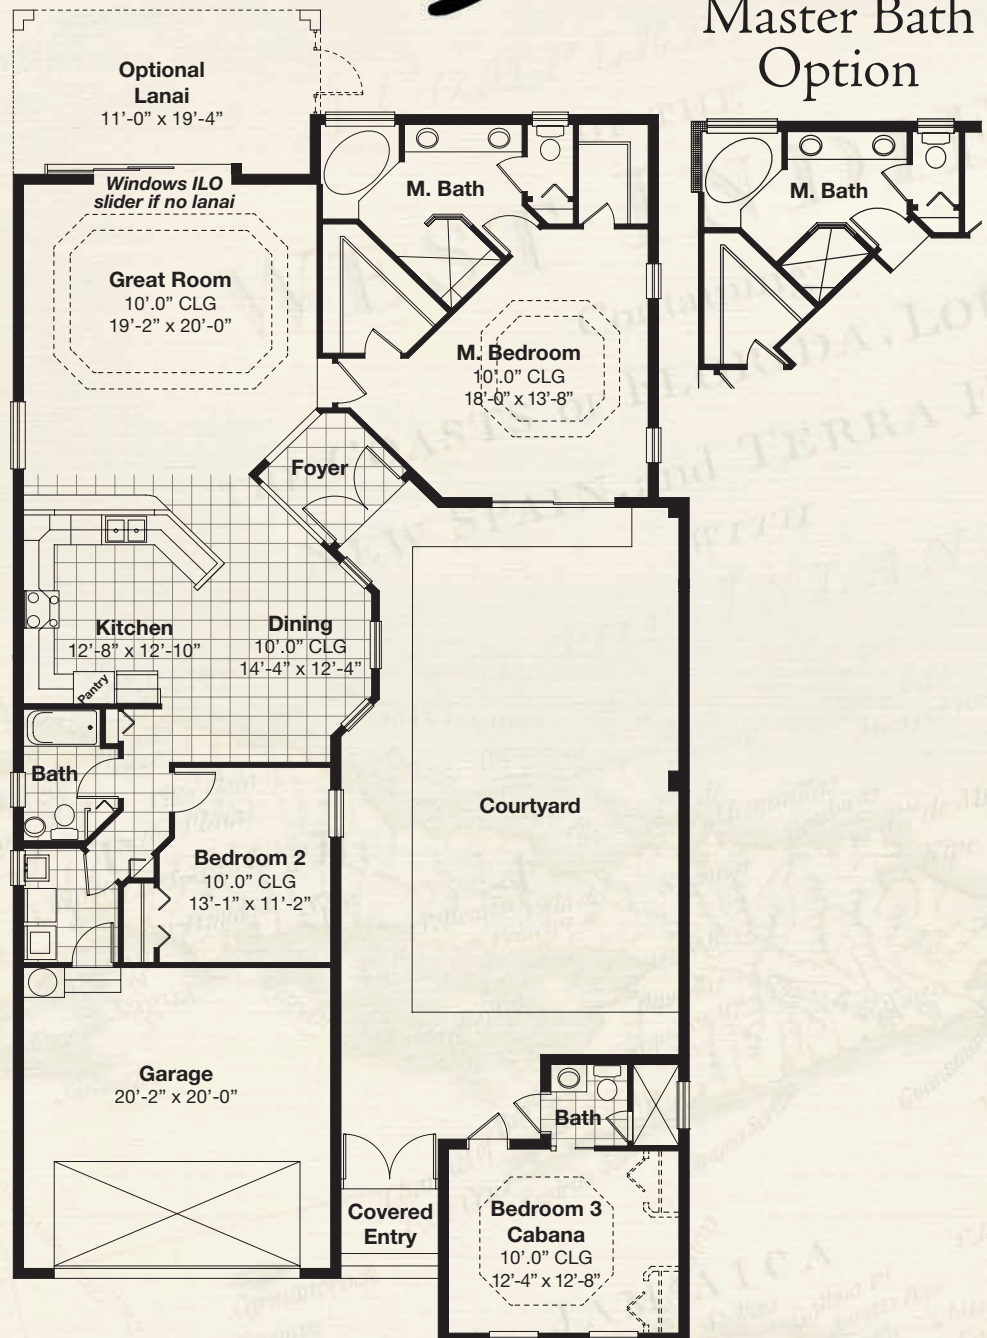 Master Bath
Option
Optional
Lanai
11'-0" x 19'-4"
Windows ILO
slider if no lanai
M. Bath
M. Bath
Great Room
10'.0" CLG
19'-2" x 20'-0"
M. Bedroom
10'.0" CLG
18'-0" x 13'-8"
Foyer
Kitchen
12'-8" x 12'-10"
Dining
10'.0" CLG
14'-4" x 12'-4"
Pantry
Bath
Courtyard
Bedroom 2
10'.0" CLG
13'-1" x 11'-2"
Garage
20'-2" x 20'-0"
Bath
Covered
Entry
Bedroom 3
Cabana
10'.0" CLG
12'-4" x 12'-8"